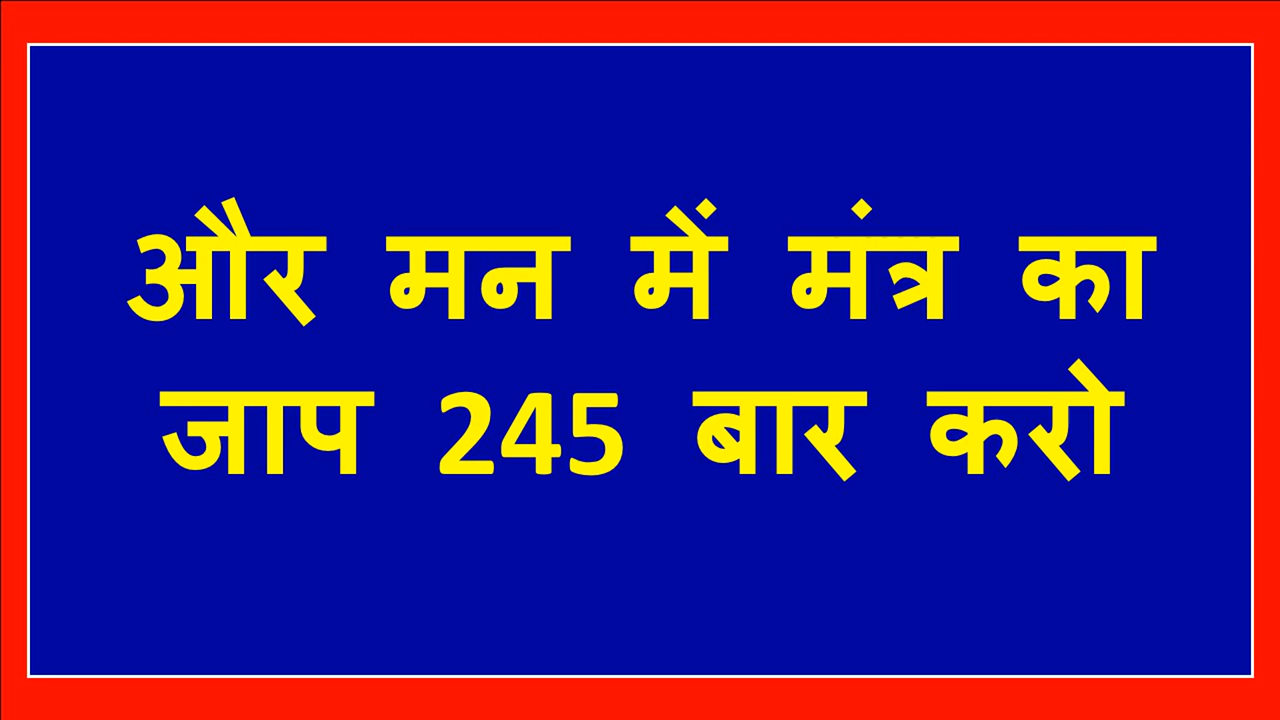 और मन में मंत्र का
जाप 245 बार करो